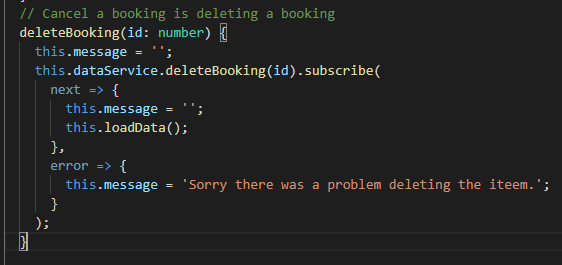 // Cancel a booking is deleting a booking
deleteBooking(id: number) {
this.message = '';
this.dataService.deleteBooking(id).subscribe(
next => {
this.message = '';
this.loadData();
},
error => {
this.message = 'Sorry there was a problem deleting the iteem.';
}
);
}